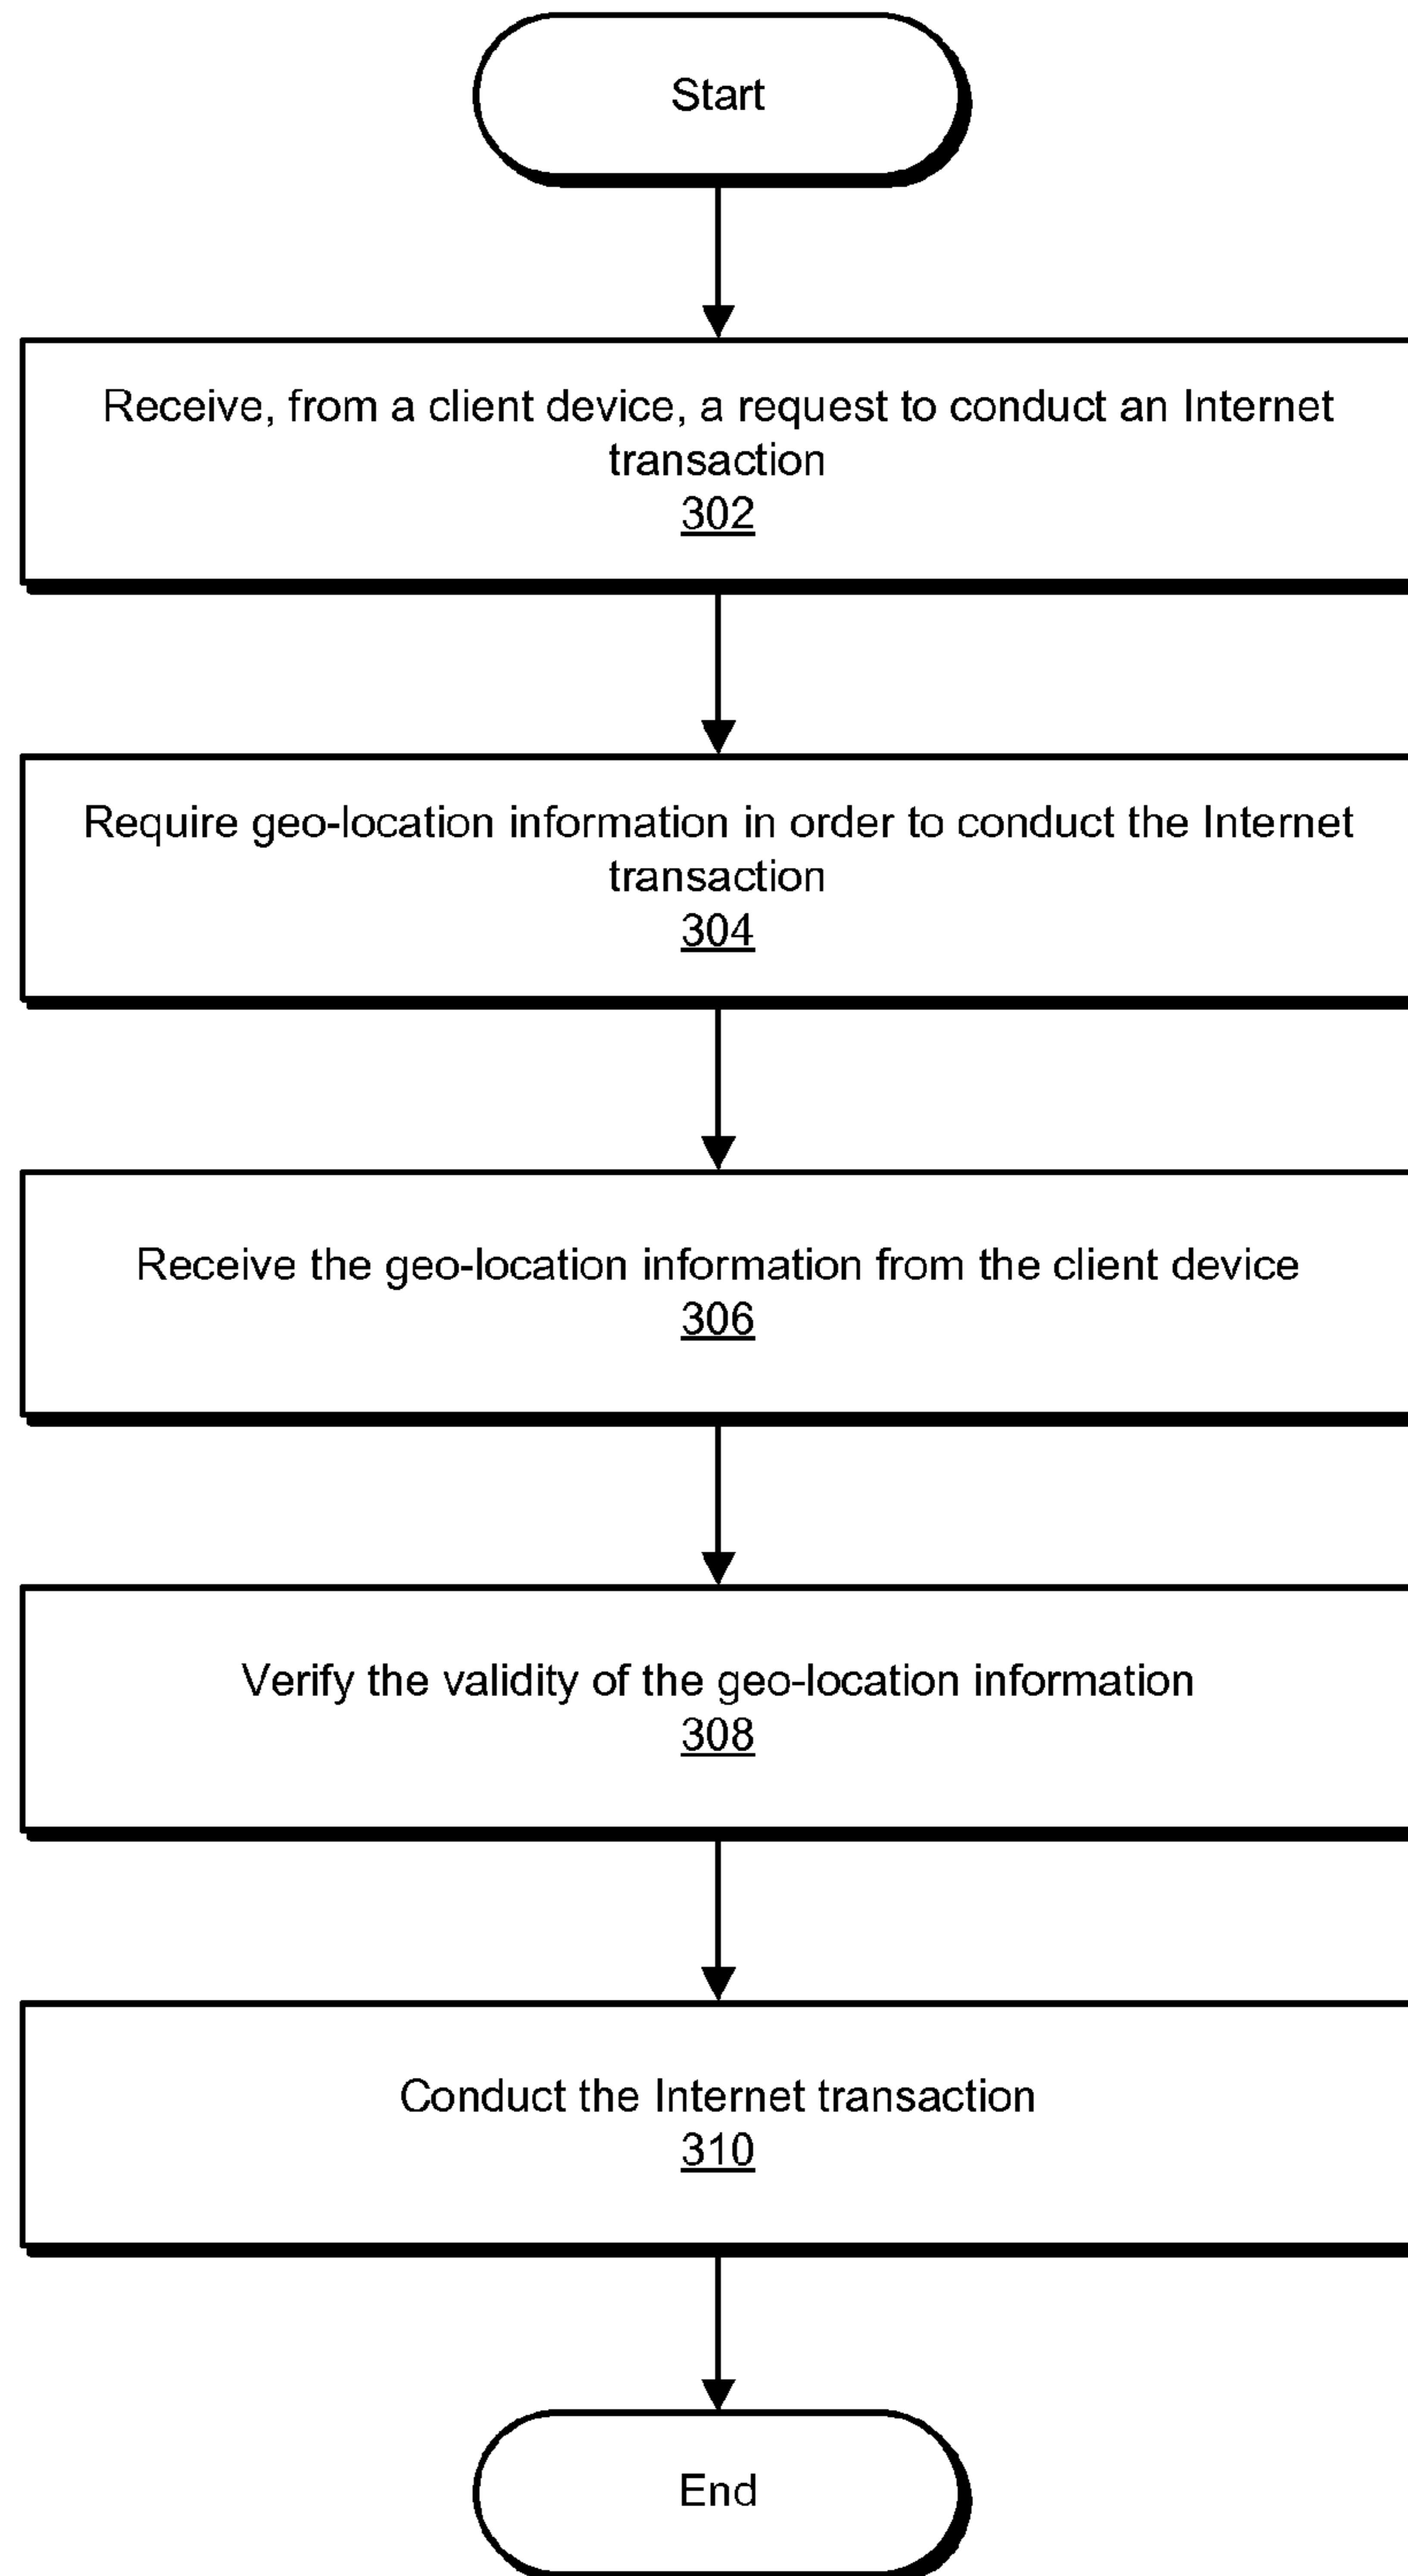 Start
Receive, from a client device, a request to conduct an Internet
transaction
302
Require geo-location information in order to conduct the Internet
transaction
304
Receive the geo-location information from the client device
306
Verify the validity of the geo-location information
308
Conduct the Internet transaction
310
End